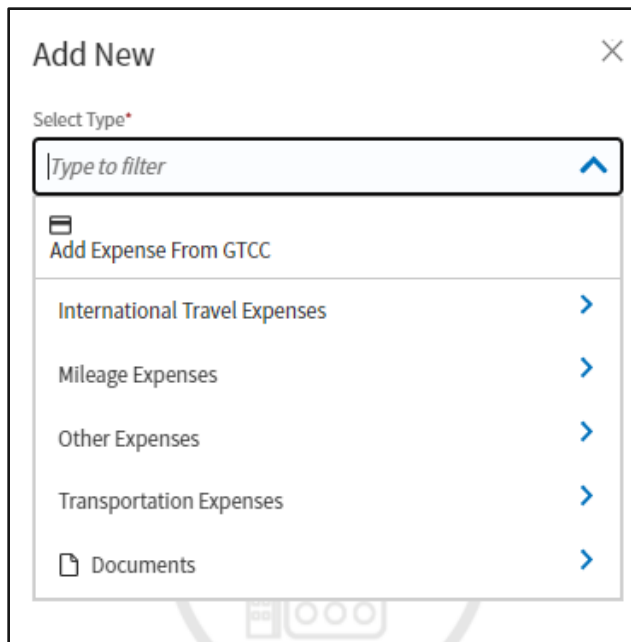 Add New
Select Type*
Type to filter
Add Expense From GTCC
International Travel Expenses
Mileage Expenses
Other Expenses
Transportation Expenses
Documents